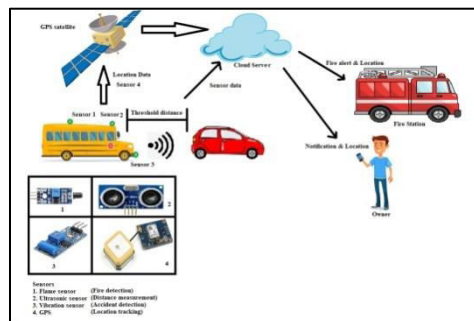 GPS satellite
Cloud Server
Location Data
Sensor 4
Sensor data
Fire alert & Location
Fire Station
Sensor 1 Sensor 2
Threshold distance
Sensor 3
Notification & Location
Owner
1
2
3
4
Sensors
1. Flame sensor (Fire detection)
2. Ultrasonic sensor (Distance measurement)
3. Vibration sensor (Accident detection)
4. GPS (Location tracking)